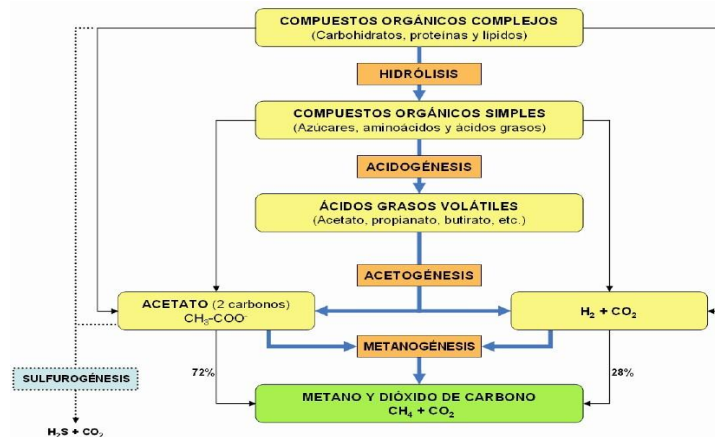 COMPUESTOS ORGÁNICOS COMPLEJOS
(Carbohidratos, proteínas y lípidos)
HIDRÓLISIS
COMPUESTOS ORGÁNICOS SIMPLES
(Azúcares, aminoácidos y ácidos grasos)
ACIDOGÉNESIS
ÁCIDOS GRASOS VOLÁTILES
(Acetato, propianato, butirato, etc.)
ACETOGÉNESIS
ACETATO (2 carbonos)
CH₃-COO⁻
H₂ + CO₂
METANOGÉNESIS
SULFUROGÉNESIS
72%
28%
METANO Y DIÓXIDO DE CARBONO
CH₄ + CO₂
H₂S + CO₂